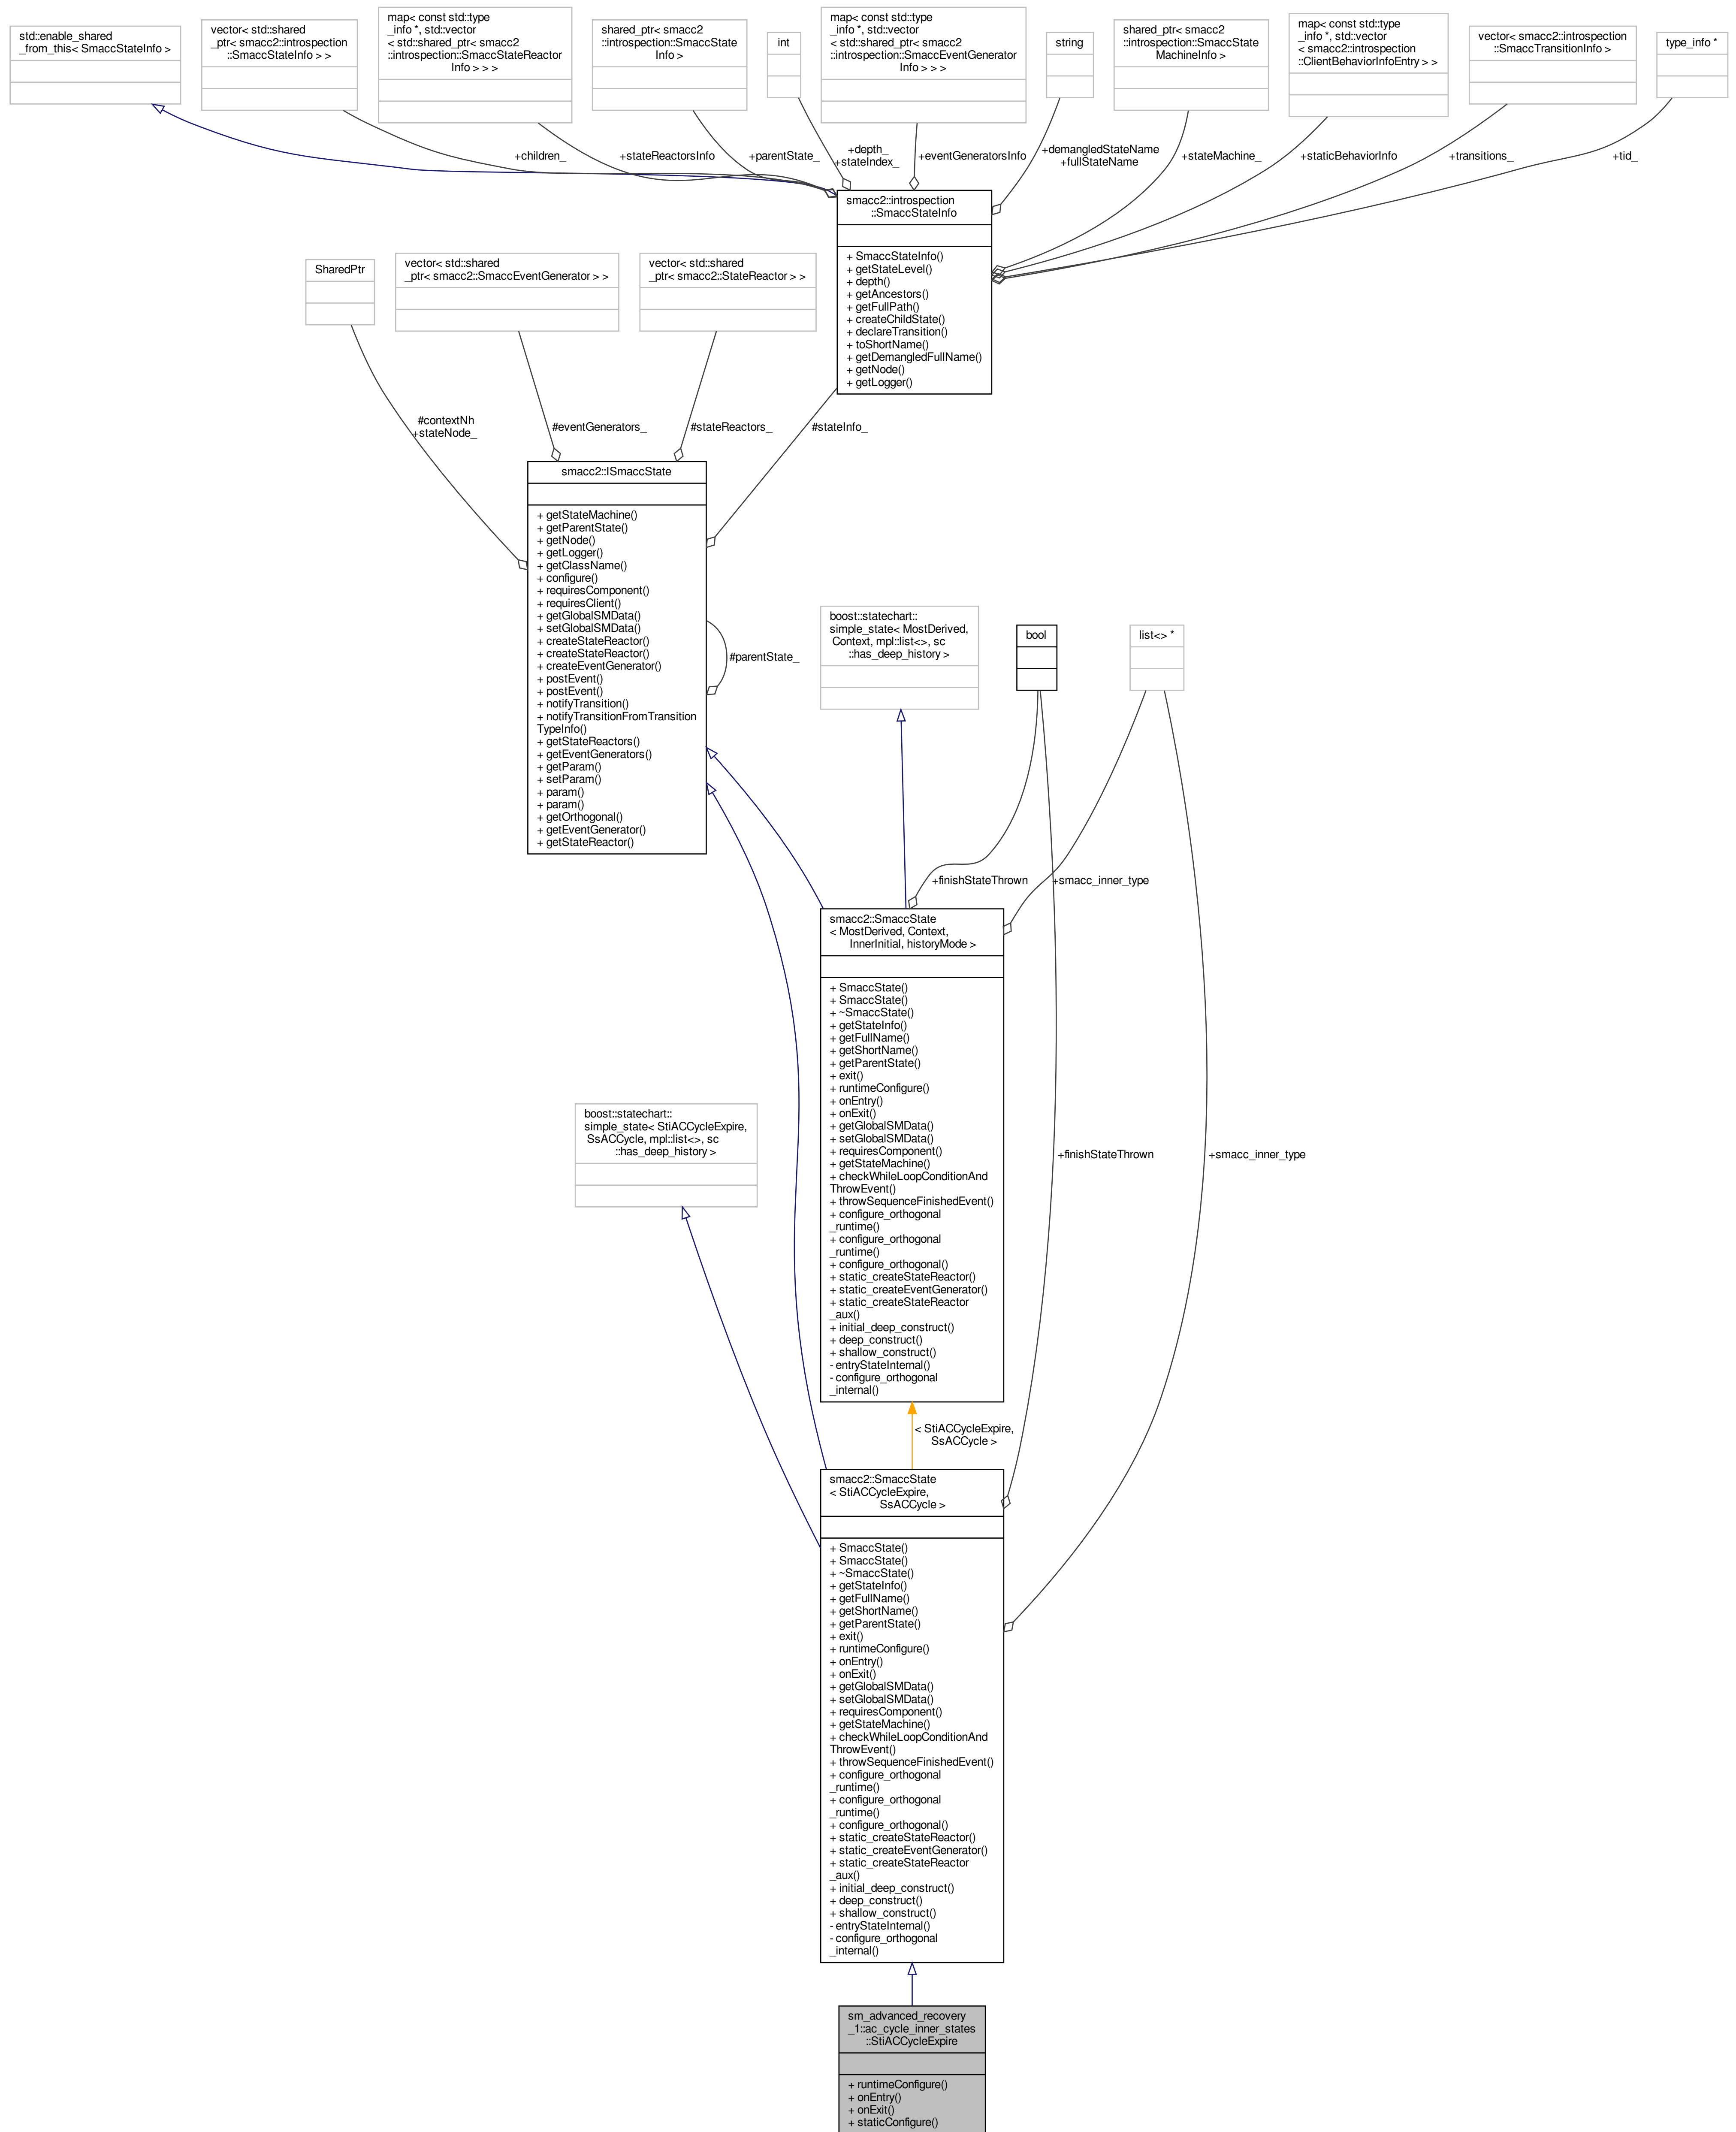 std::enable_shared
_from_this< SmaccStateInfo >
vector< std::shared
_ptr< smacc2::introspection
::SmaccStateInfo > >
map< const std::type
_info *, std::vector
< std::shared_ptr< smacc2
::introspection::SmaccStateReactor
Info > > >
shared_ptr< smacc2
::introspection::SmaccState
Info >
int
map< const std::type
_info *, std::vector
< std::shared_ptr< smacc2
::introspection::SmaccEventGenerator
Info > > >
string
shared_ptr< smacc2
::introspection::SmaccState
MachineInfo >
map< const std::type
_info *, std::vector
< smacc2::introspection
::ClientBehaviorInfoEntry > >
vector< smacc2::introspection
::SmaccTransitionInfo >
type_info *
+children_
+stateReactorsInfo
+parentState_
+depth_
+stateIndex_
+eventGeneratorsInfo
+demangledStateName
+fullStateName
+stateMachine_
+staticBehaviorInfo
+transitions_
+tid_
smacc2::introspection
::SmaccStateInfo
+ SmaccStateInfo()
+ getStateLevel()
+ depth()
+ getAncestors()
+ getFullPath()
+ createChildState()
+ declareTransition()
+ toShortName()
+ getDemangledFullName()
+ getNode()
+ getLogger()
SharedPtr
vector< std::shared
_ptr< smacc2::SmaccEventGenerator > >
vector< std::shared
_ptr< smacc2::StateReactor > >
#contextNh
+stateNode_
#eventGenerators_
#stateReactors_
#stateInfo_
smacc2::ISmaccState
+ getStateMachine()
+ getParentState()
+ getNode()
+ getLogger()
+ getClassName()
+ configure()
+ requiresComponent()
+ requiresClient()
+ getGlobalSMData()
+ setGlobalSMData()
+ createStateReactor()
+ createStateReactor()
+ createEventGenerator()
+ postEvent()
+ postEvent()
+ notifyTransition()
+ notifyTransitionFromTransition
TypeInfo()
+ getStateReactors()
+ getEventGenerators()
+ getParam()
+ setParam()
+ param()
+ param()
+ getOrthogonal()
+ getEventGenerator()
+ getStateReactor()
#parentState_
boost::statechart::
simple_state< MostDerived,
Context, mpl::list<>, sc
::has_deep_history >
bool
list<> *
+finishStateThrown
+smacc_inner_type
smacc2::SmaccState
< MostDerived, Context,
InnerInitial, historyMode >
+ SmaccState()
+ SmaccState()
+ ~SmaccState()
+ getStateInfo()
+ getFullName()
+ getShortName()
+ getParentState()
+ exit()
+ runtimeConfigure()
+ onEntry()
+ onExit()
+ getGlobalSMData()
+ setGlobalSMData()
+ requiresComponent()
+ getStateMachine()
+ checkWhileLoopConditionAnd
ThrowEvent()
+ throwSequenceFinishedEvent()
+ configure_orthogonal
_runtime()
+ configure_orthogonal
_runtime()
+ configure_orthogonal()
+ static_createStateReactor()
+ static_createEventGenerator()
+ static_createStateReactor
_aux()
+ initial_deep_construct()
+ deep_construct()
+ shallow_construct()
- entryStateInternal()
- configure_orthogonal
_internal()
boost::statechart::
simple_state< StiACCycleExpire,
SsACCycle, mpl::list<>, sc
::has_deep_history >
+finishStateThrown
+smacc_inner_type
< StiACCycleExpire,
SsACCycle >
smacc2::SmaccState
< StiACCycleExpire,
SsACCycle >
+ SmaccState()
+ SmaccState()
+ ~SmaccState()
+ getStateInfo()
+ getFullName()
+ getShortName()
+ getParentState()
+ exit()
+ runtimeConfigure()
+ onEntry()
+ onExit()
+ getGlobalSMData()
+ setGlobalSMData()
+ requiresComponent()
+ getStateMachine()
+ checkWhileLoopConditionAnd
ThrowEvent()
+ throwSequenceFinishedEvent()
+ configure_orthogonal
_runtime()
+ configure_orthogonal
_runtime()
+ configure_orthogonal()
+ static_createStateReactor()
+ static_createEventGenerator()
+ static_createStateReactor
_aux()
+ initial_deep_construct()
+ deep_construct()
+ shallow_construct()
- entryStateInternal()
- configure_orthogonal
_internal()
sm_advanced_recovery
_1::ac_cycle_inner_states
::StiACCycleExpire
+ runtimeConfigure()
+ onEntry()
+ onExit()
+ staticConfigure()